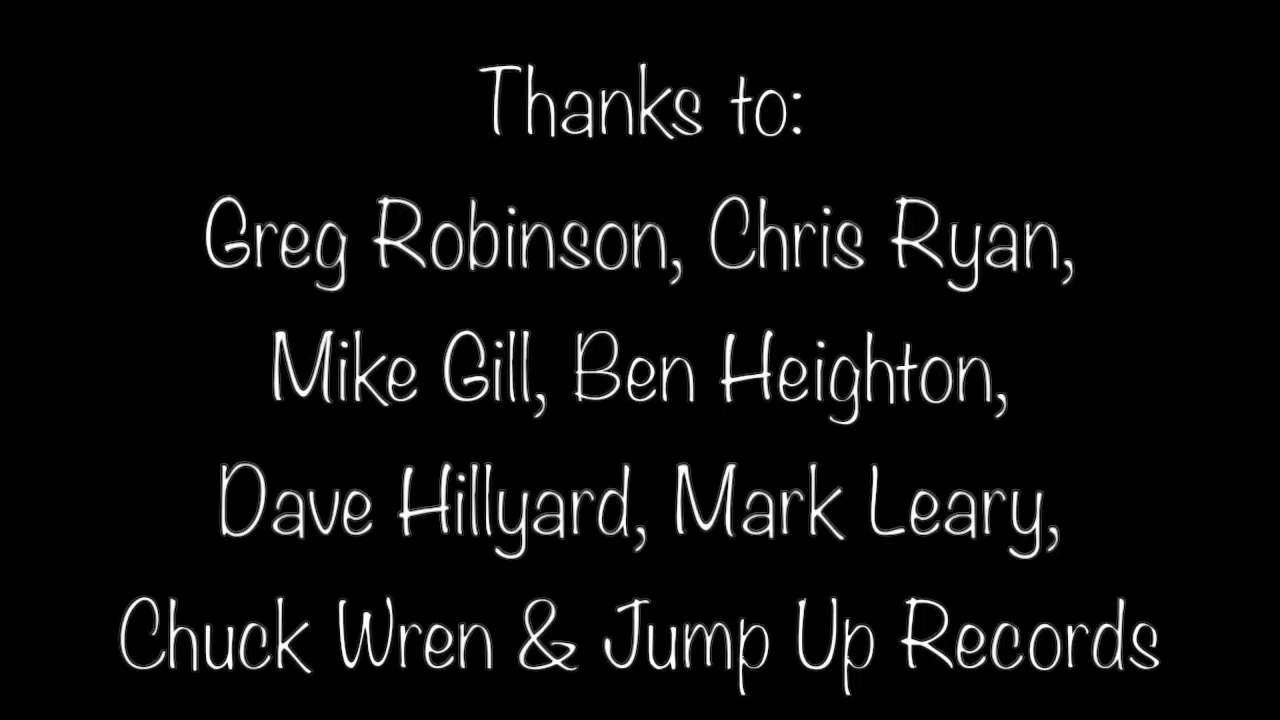 Thanks to:
Greg Robinson, Chris Ryan,
Mike Gill, Ben Heighton,
Dave Hillyard, Mark Leary,
Chuck Wren & Jump Up Records